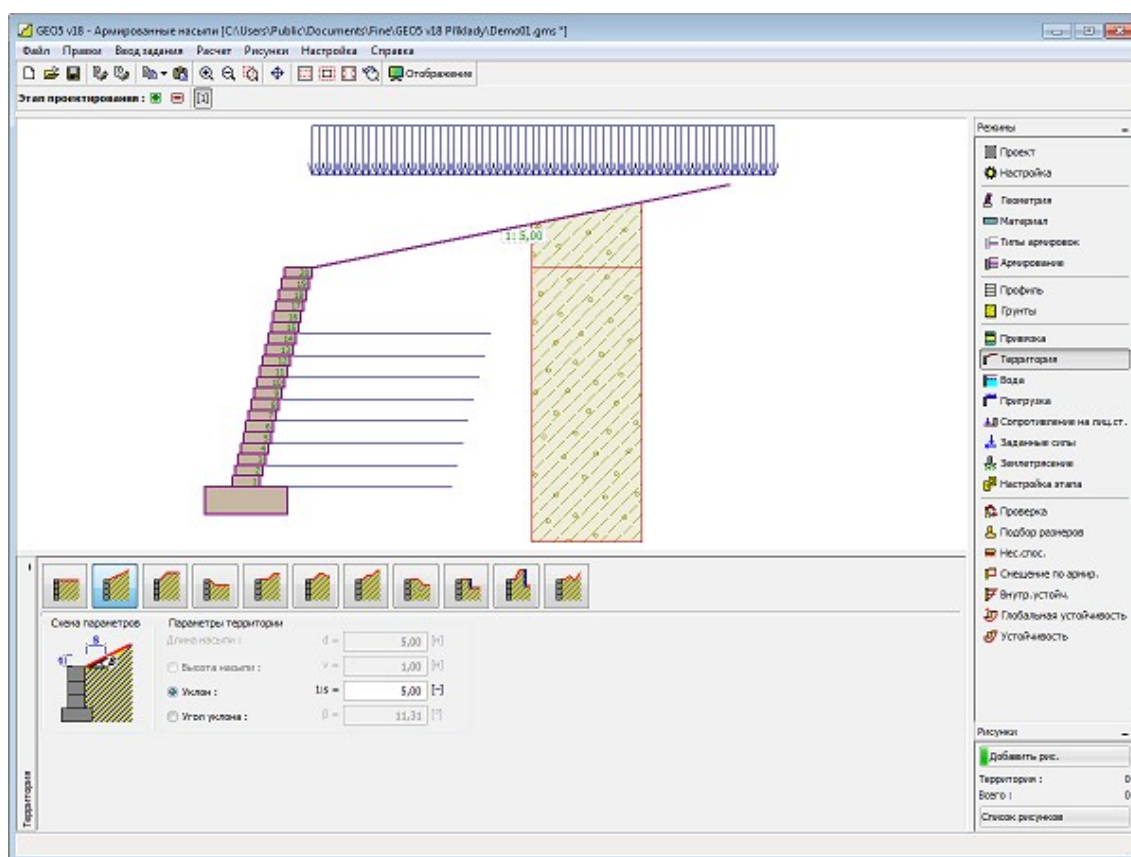 GEO5 v18 - Армированные насыпи [C:\Users\Public\Documents\Fine\GEO5 v18 Příklady\Demo01.gms *]
Файл Правки Ввод задания Расчет Рисунки Настройка Справка
Отображение
Этап проектирования : [1]
1: 5,00
Режимы
Проект
Настройка
Геометрия
Материал
Типы армировок
Армирование
Профиль
Грунты
Привязка
Территория
Вода
Пригрузка
Сопротивление на лиц.ст.
Заданные силы
Землетрясение
Настройка этапа
Проверка
Подбор размеров
Нес.спос.
Смещение по армир.
Внутр.устойч.
Глобальная устойчивость
Устойчивость
Схема параметров
Параметры территории
Длина насыпи : d = 5,00 [м]
Высота насыпи : v = 1,00 [м]
Уклон : 1:s = 5,00 [-]
Угол уклона : β = 11,31 [°]
Территория
Рисунки
Добавить рис.
Территория : 0
Всего : 0
Список рисунков